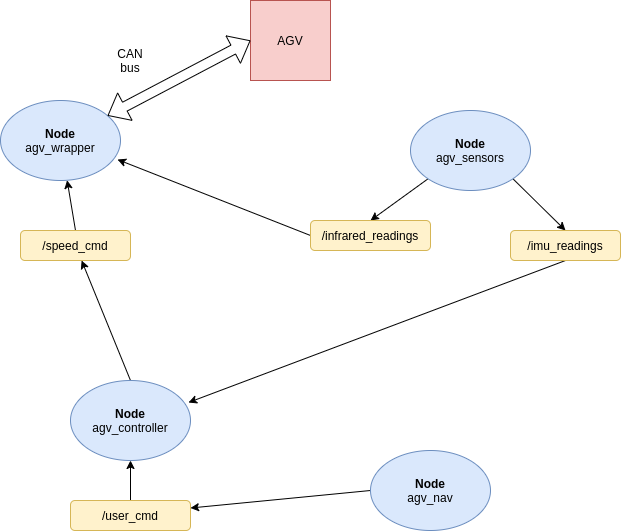 AGV
CAN
bus
Node
agv_wrapper
Node
agv_sensors
/infrared_readings
/speed_cmd
/imu_readings
Node
agv_controller
Node
agv_nav
/user_cmd